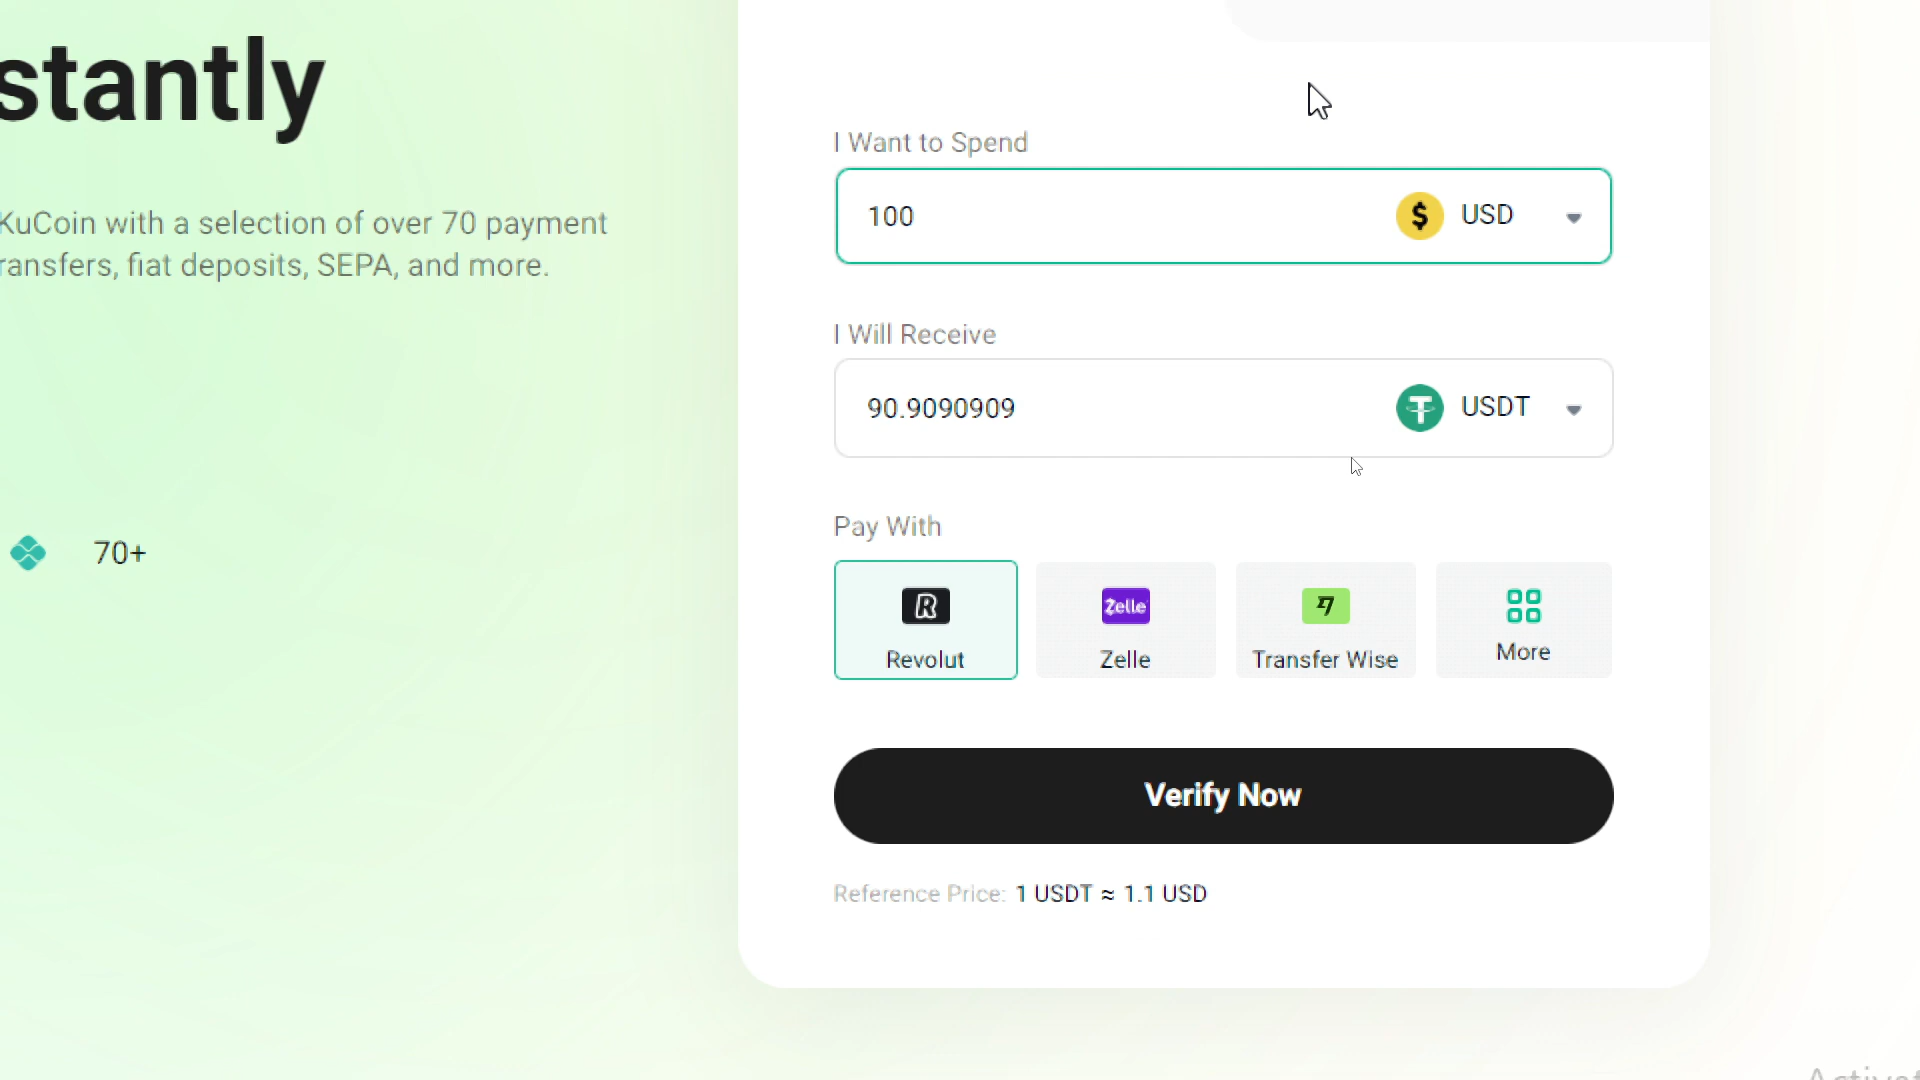 stantly
KuCoin with a selection of over 70 payment
ransfers, fiat deposits, SEPA, and more.
70+
I Want to Spend
100
$ USD
I Will Receive
90.9090909
USDT
Pay With
R
Revolut
Zelle
Zelle
Transfer Wise
More
Verify Now
Reference Price: 1 USDT ≈ 1.1 USD